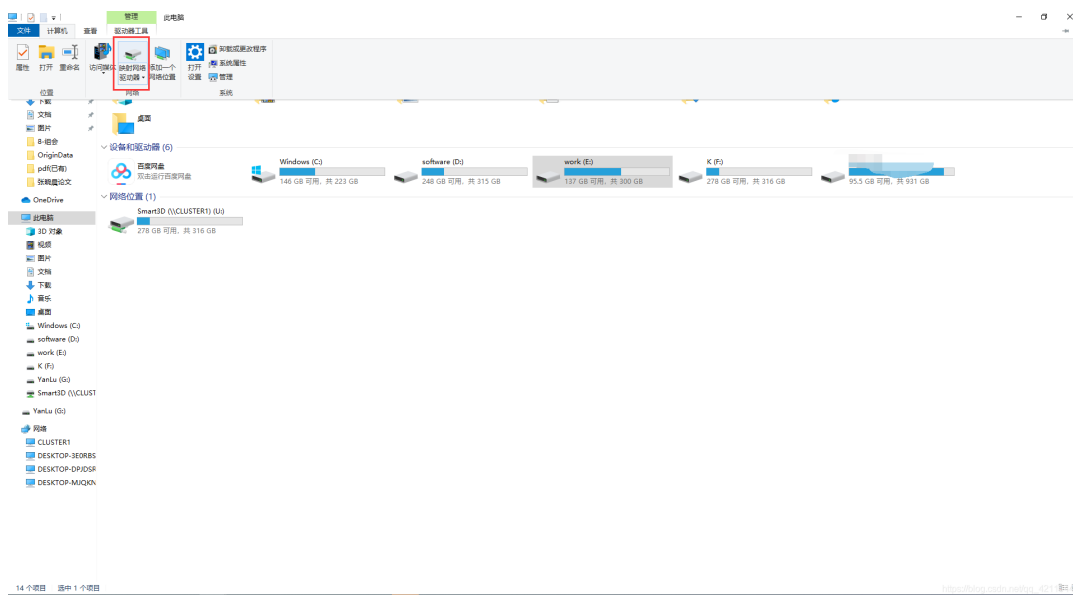 管理
此电脑
文件
计算机
查看
驱动器工具
属性
打开
重命名
访问媒体
映射网络
驱动器
添加一个
网络位置
打开
设置
卸载或更改程序
系统属性
管理
位置
网络
系统
下载
文档
图片
8-组会
OriginData
pdf(已有)
OneDrive
此电脑
3D 对象
视频
图片
文档
下载
音乐
桌面
Windows (C:)
software (D:)
work (E:)
K (F:)
YanLu (G:)
Smart3D (\\CLUST
YanLu (G:)
网络
CLUSTER1
DESKTOP-3E0RBS
DESKTOP-DPJDSR
DESKTOP-MJQKN
桌面
设备和驱动器 (6)
百度网盘
双击运行百度网盘
Windows (C:)
146 GB 可用，共 223 GB
software (D:)
248 GB 可用，共 315 GB
work (E:)
137 GB 可用，共 300 GB
K (F:)
278 GB 可用，共 316 GB
95.5 GB 可用，共 931 GB
网络位置 (1)
Smart3D (\\CLUSTER1) (U:)
278 GB 可用，共 316 GB
14 个项目
选中 1 个项目